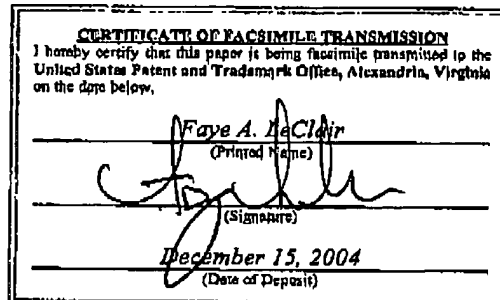 CERTIFICATE OF FACSIMILE TRANSMISSION
I hereby certify that this paper is being facsimile transmitted to the
United States Patent and Trademark Office, Alexandria, Virginia
on the date below.
Faye A. LeClair
(Printed Name)
(Signature)
December 15, 2004
(Date of Deposit)